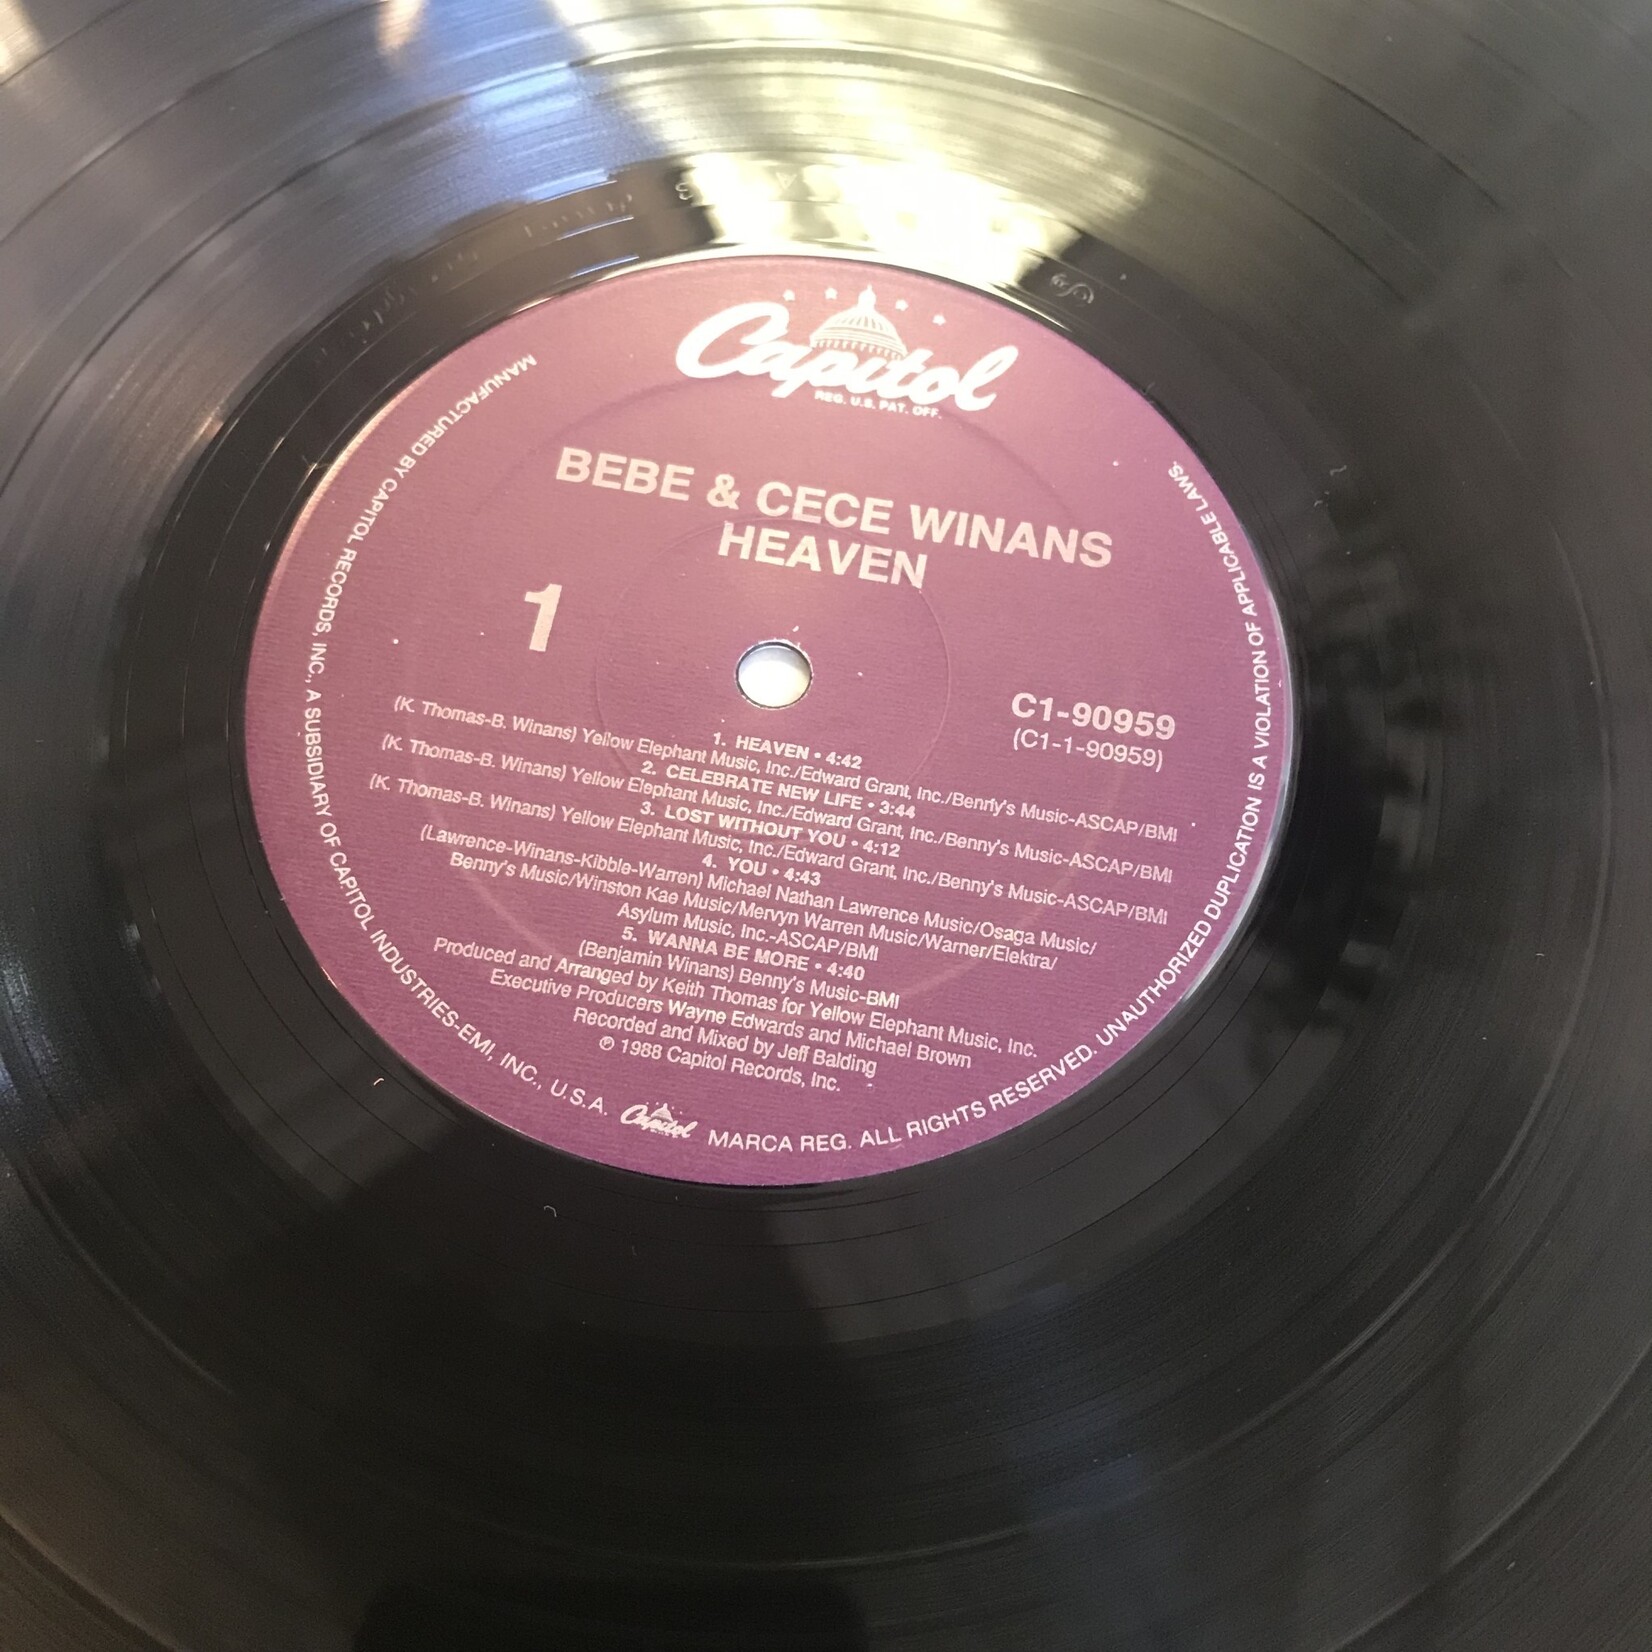 Capitol
REG. U.S. PAT. OFF.
BEBE & CECE WINANS
HEAVEN
1
C1-90959
(C1-1-90959)
1. HEAVEN • 4:42
(K. Thomas-B. Winans) Yellow Elephant Music, Inc./Edward Grant, Inc./Benny's Music-ASCAP/BMI
2. CELEBRATE NEW LIFE • 3:44
(K. Thomas-B. Winans) Yellow Elephant Music, Inc./Edward Grant, Inc./Benny's Music-ASCAP/BMI
3. LOST WITHOUT YOU • 4:12
(K. Thomas-B. Winans) Yellow Elephant Music, Inc./Edward Grant, Inc./Benny's Music-ASCAP/BMI
4. YOU • 4:43
(Lawrence-Winans-Kibble-Warren) Michael Nathan Lawrence Music/Osaga Music/
Benny's Music/Winston Kae Music/Mervyn Warren Music/Warner/Elektra/
Asylum Music, Inc.-ASCAP/BMI
5. WANNA BE MORE • 4:40
(Benjamin Winans) Benny's Music-BMI
Produced and Arranged by Keith Thomas for Yellow Elephant Music, Inc.
Executive Producers Wayne Edwards and Michael Brown
Recorded and Mixed by Jeff Balding
℗ 1988 Capitol Records, Inc.
MANUFACTURED BY CAPITOL RECORDS, INC., A SUBSIDIARY OF CAPITOL INDUSTRIES-EMI, INC., U.S.A. Capitol MARCA REG. ALL RIGHTS RESERVED. UNAUTHORIZED DUPLICATION IS A VIOLATION OF APPLICABLE LAWS.